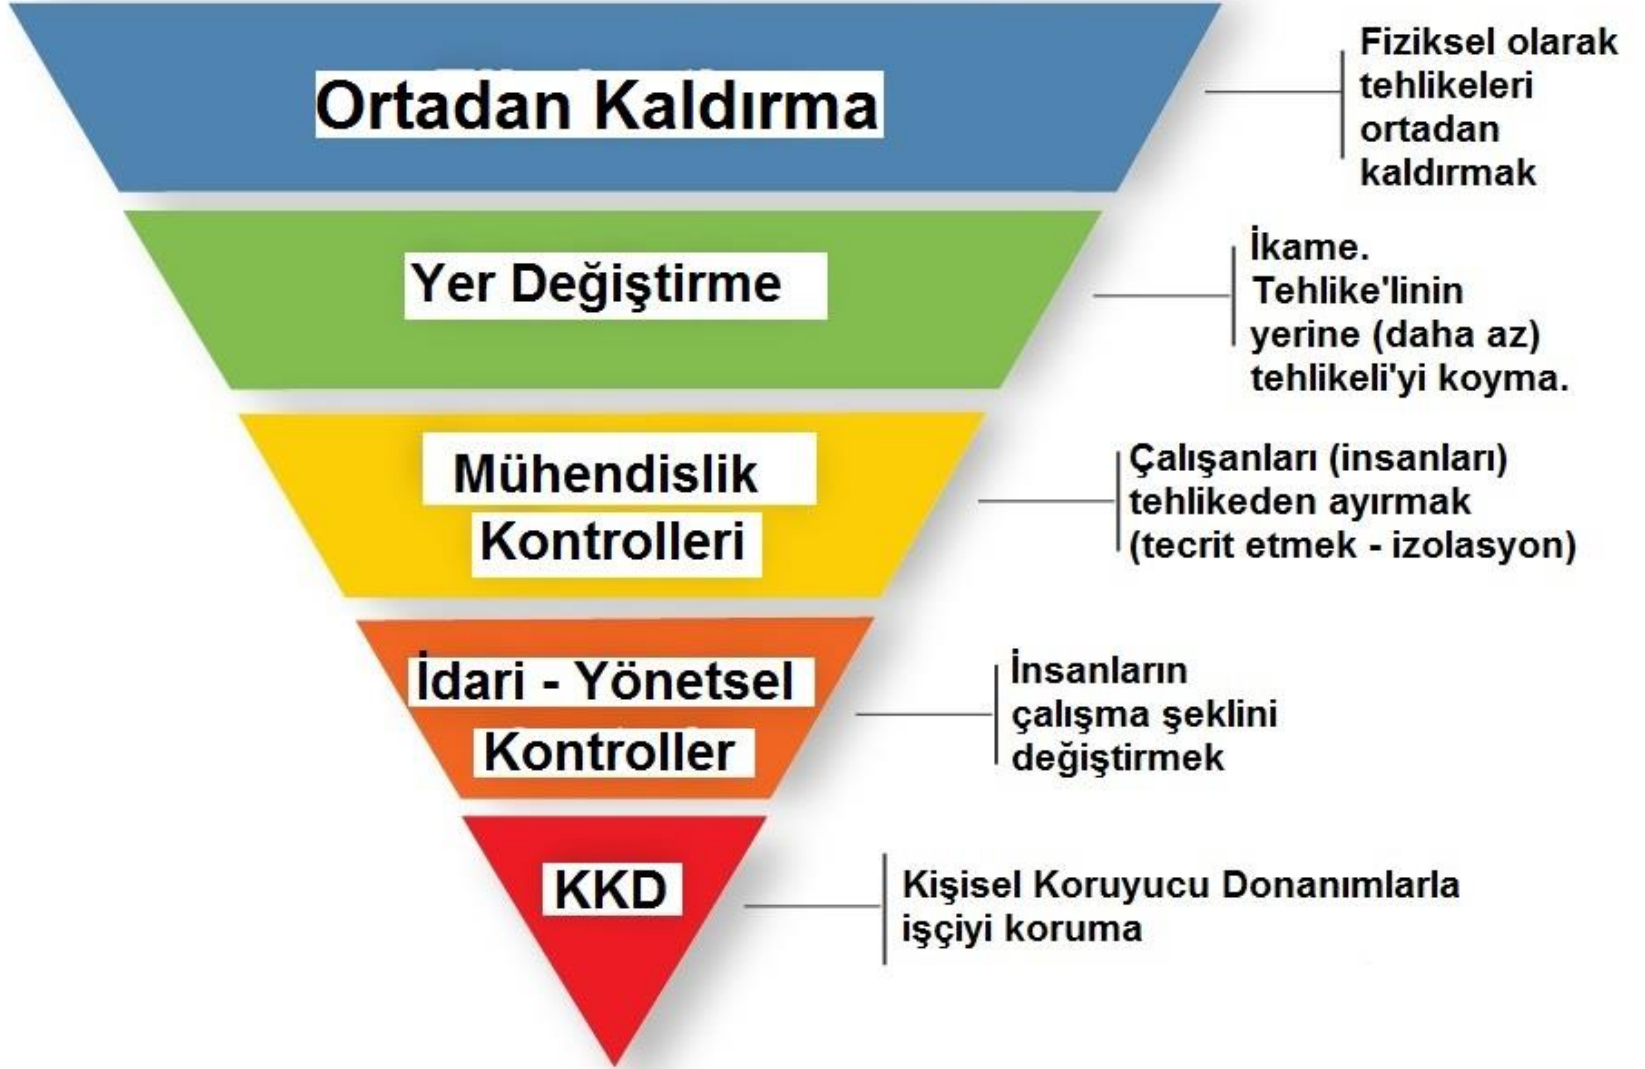 Ortadan Kaldırma
Fiziksel olarak
tehlikeleri
ortadan
kaldırmak
Yer Değiştirme
İkame.
Tehlike'linin
yerine (daha az)
tehlikeli'yi koyma.
Mühendislik
Kontrolleri
Çalışanları (insanları)
tehlikeden ayırmak
(tecrit etmek - izolasyon)
İdari - Yönetsel
Kontroller
İnsanların
çalışma şeklini
değiştirmek
KKD
Kişisel Koruyucu Donanımlarla
işçiyi koruma